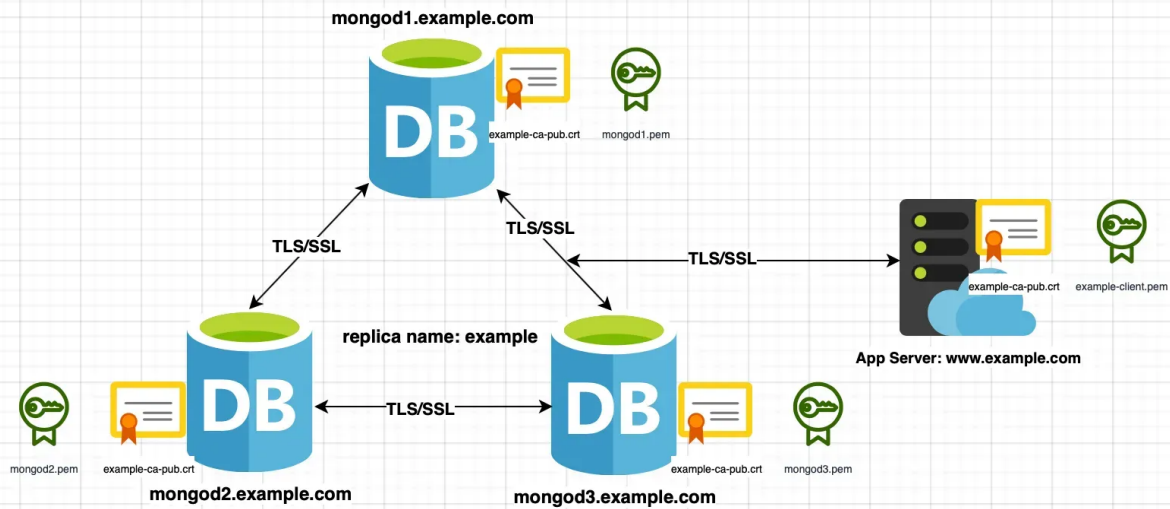 mongod1.example.com
DB
example-ca-pub.crt
mongod1.pem
TLS/SSL
TLS/SSL
TLS/SSL
example-ca-pub.crt
example-client.pem
App Server: www.example.com
replica name: example
DB
TLS/SSL
DB
mongod2.pem
example-ca-pub.crt
example-ca-pub.crt
mongod3.pem
mongod2.example.com
mongod3.example.com